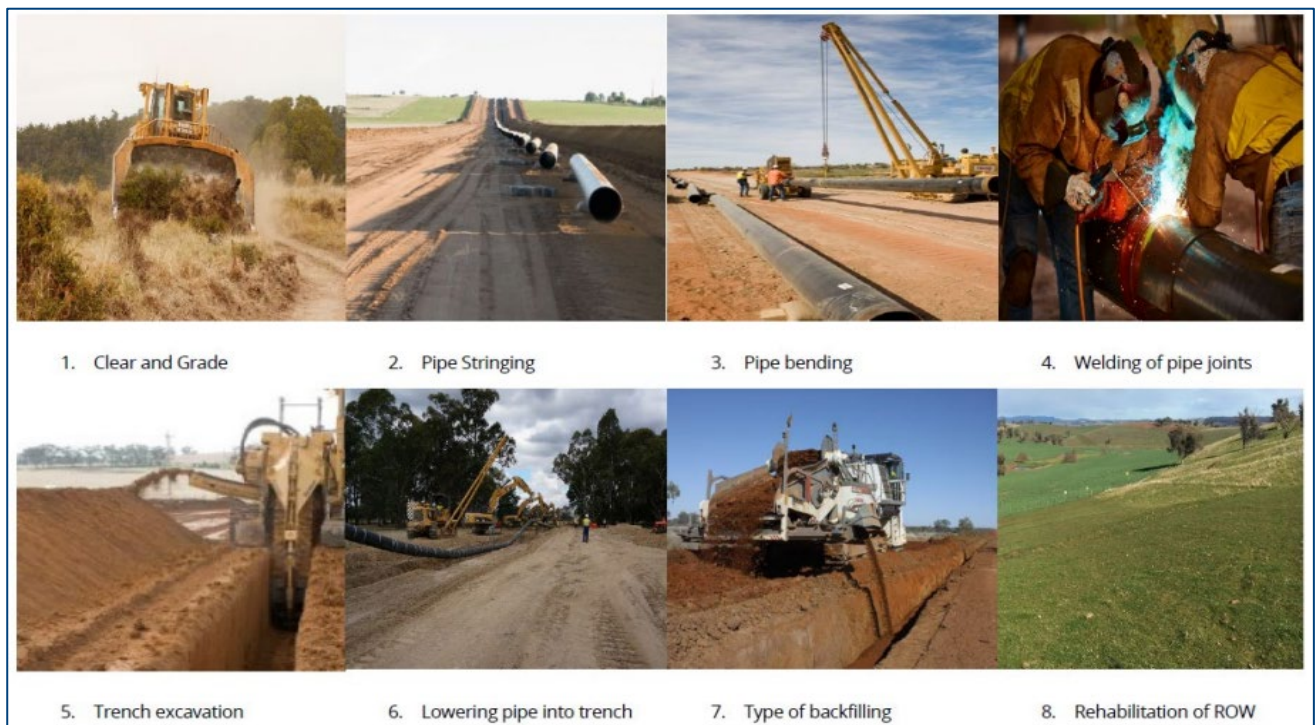 1. Clear and Grade
2. Pipe Stringing
3. Pipe bending
4. Welding of pipe joints
5. Trench excavation
6. Lowering pipe into trench
7. Type of backfilling
8. Rehabilitation of ROW